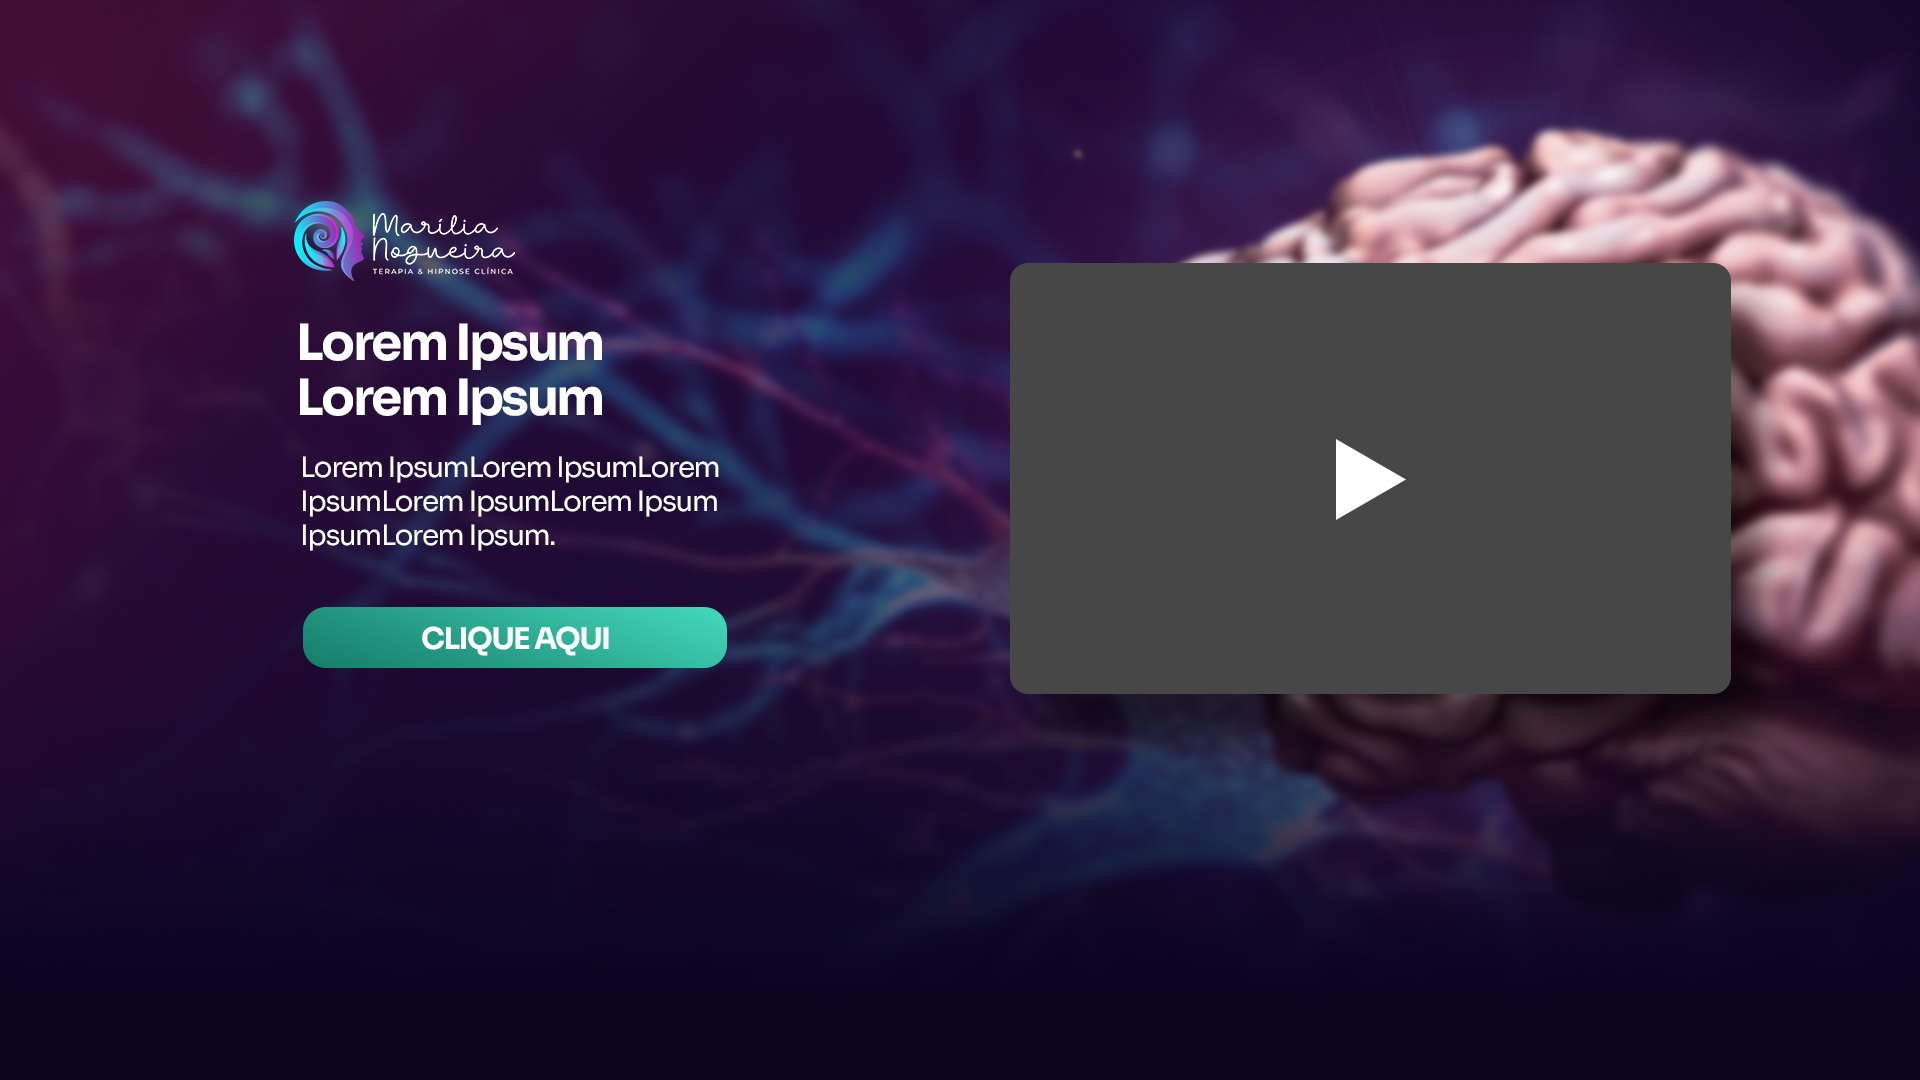 Marília
Nogueira
TERAPIA & HIPNOSE CLÍNICA
Lorem Ipsum
Lorem Ipsum
Lorem IpsumLorem IpsumLorem
IpsumLorem IpsumLorem Ipsum
IpsumLorem Ipsum.
CLIQUE AQUI